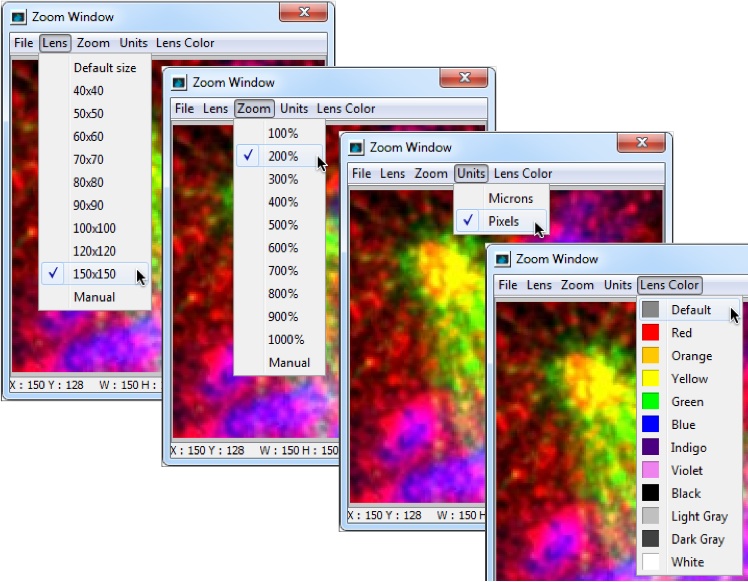 Zoom Window
File Lens Zoom Units Lens Color
Default size
40x40
50x50
60x60
70x70
80x80
90x90
100x100
120x120
150x150
Manual
X : 150 Y : 128 W : 150 H :
Zoom Window
File Lens Zoom Units Lens Color
100%
200%
300%
400%
500%
600%
700%
800%
900%
1000%
Manual
X : 150 Y : 128 W : 150 H : 150
Zoom Window
File Lens Zoom Units Lens Color
Microns
Pixels
X : 150 Y : 128 W : 150 H
Zoom Window
File Lens Zoom Units Lens Color
Default
Red
Orange
Yellow
Green
Blue
Indigo
Violet
Black
Light Gray
Dark Gray
White